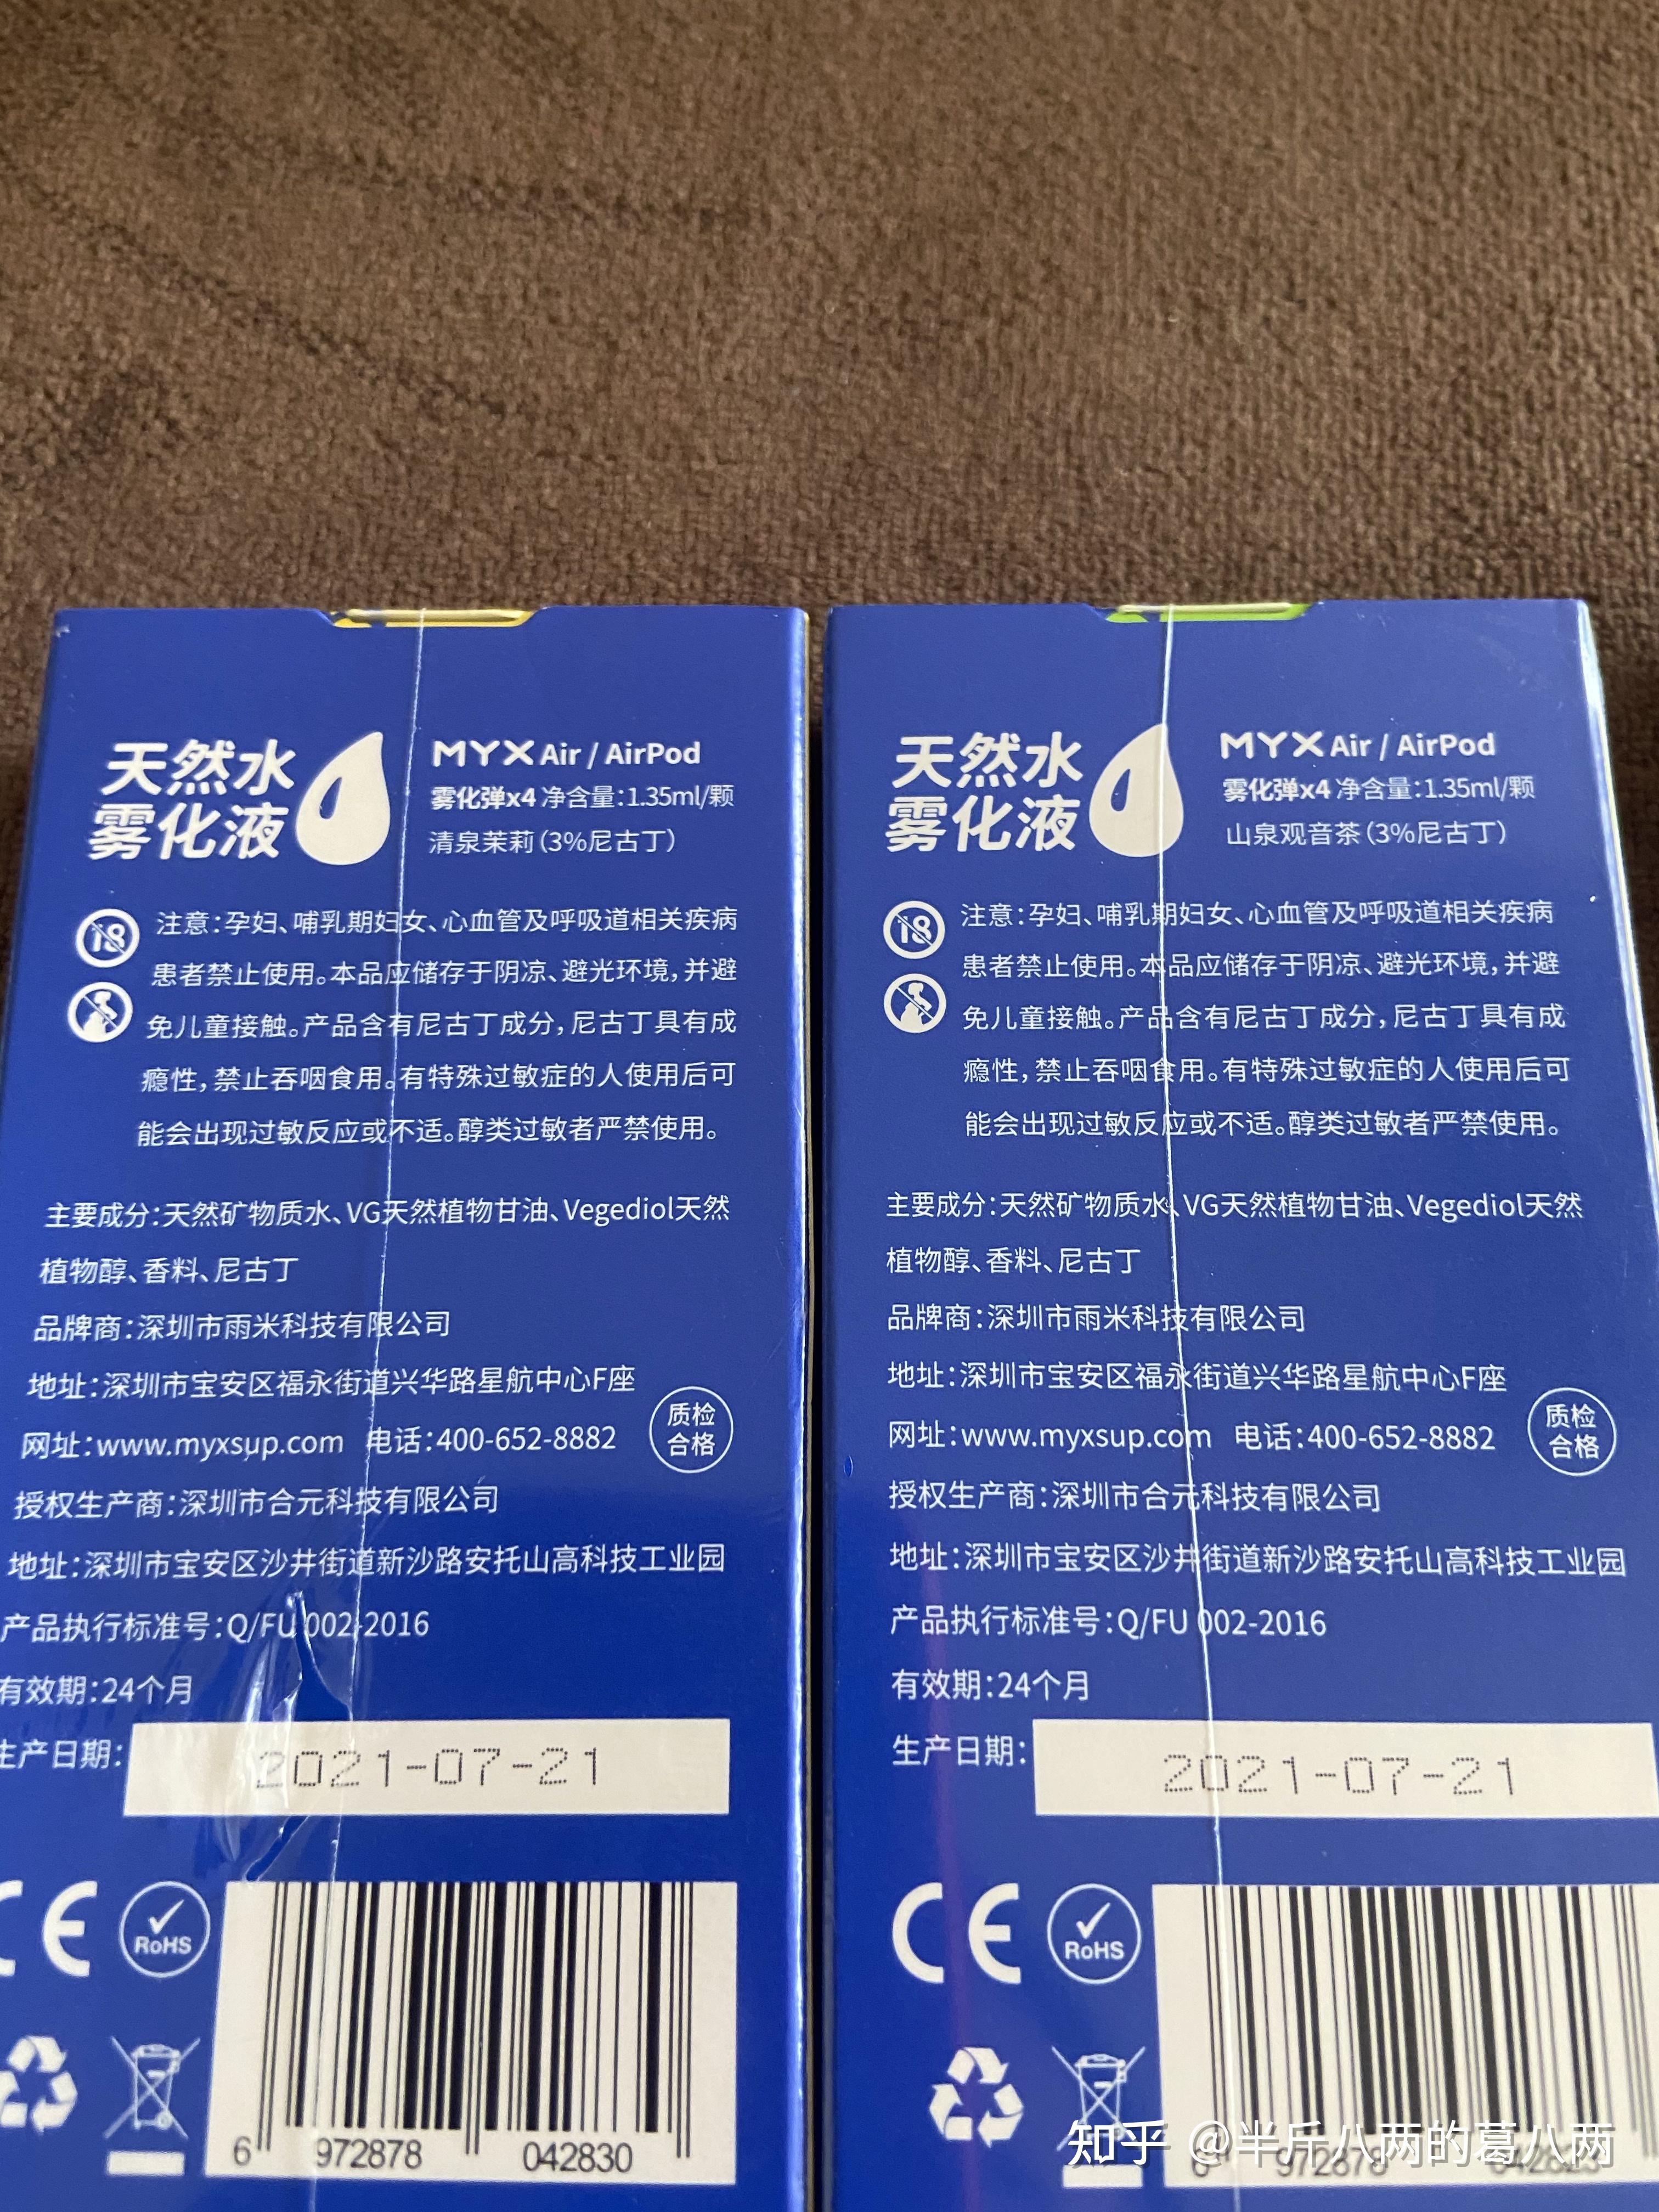 天然水
雾化液
MYX Air / AirPod
雾化弹x4 净含量：1.35ml/颗
清泉茉莉（3%尼古丁）
18
注意：孕妇、哺乳期妇女、心血管及呼吸道相关疾病
患者禁止使用。本品应储存于阴凉、避光环境，并避
免儿童接触。产品含有尼古丁成分，尼古丁具有成
瘾性，禁止吞咽食用。有特殊过敏症的人使用后可
能会出现过敏反应或不适。醇类过敏者严禁使用。
主要成分：天然矿物质水、VG天然植物甘油、Vegediol天然
植物醇、香料、尼古丁
品牌商：深圳市雨米科技有限公司
地址：深圳市宝安区福永街道兴华路星航中心F座
网址：www.myxsup.com 电话：400-652-8882
质检
合格
授权生产商：深圳市合元科技有限公司
地址：深圳市宝安区沙井街道新沙路安托山高科技工业园
产品执行标准号：Q/FU 002-2016
有效期：24个月
生产日期：
2021-07-21
CE
RoHS
6 972878 042830
天然水
雾化液
MYX Air / AirPod
雾化弹x4 净含量：1.35ml/颗
山泉观音茶（3%尼古丁）
18
注意：孕妇、哺乳期妇女、心血管及呼吸道相关疾病
患者禁止使用。本品应储存于阴凉、避光环境，并避
免儿童接触。产品含有尼古丁成分，尼古丁具有成
瘾性，禁止吞咽食用。有特殊过敏症的人使用后可
能会出现过敏反应或不适。醇类过敏者严禁使用。
主要成分：天然矿物质水、VG天然植物甘油、Vegediol天然
植物醇、香料、尼古丁
品牌商：深圳市雨米科技有限公司
地址：深圳市宝安区福永街道兴华路星航中心F座
网址：www.myxsup.com 电话：400-652-8882
质检
合格
授权生产商：深圳市合元科技有限公司
地址：深圳市宝安区沙井街道新沙路安托山高科技工业园
产品执行标准号：Q/FU 002-2016
有效期：24个月
生产日期：
2021-07-21
CE
RoHS
6 972878
知乎 @半斤八两的葛八两